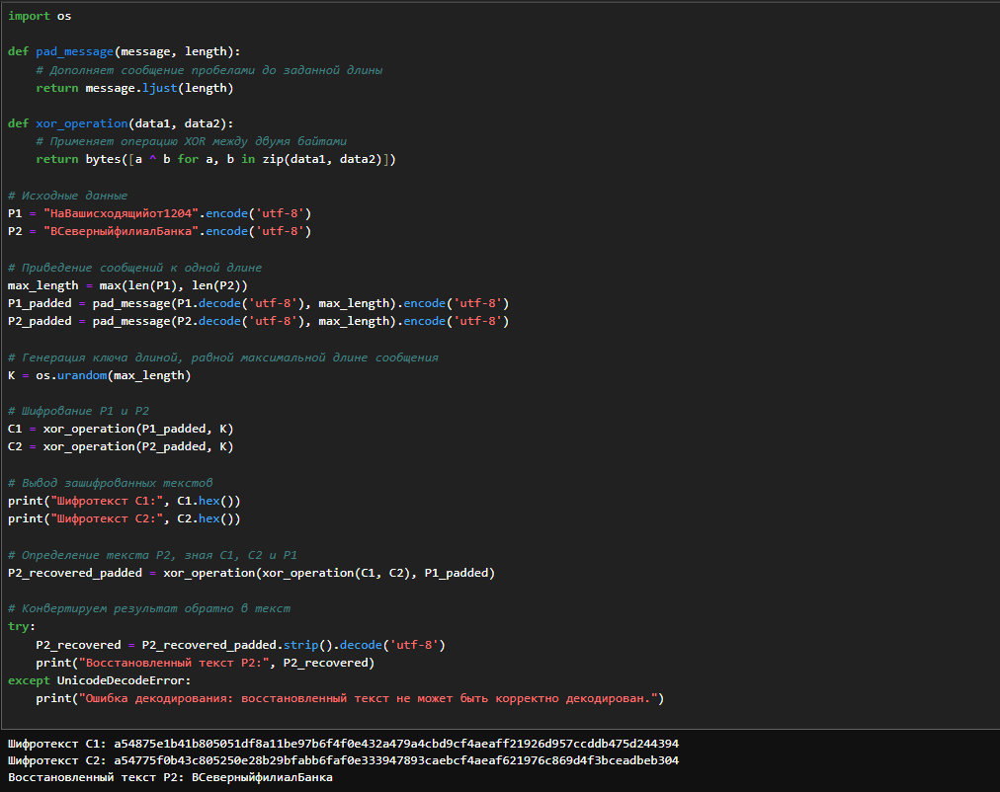 import os
def pad_message(message, length):
# Дополняет сообщение пробелами до заданной длины
return message.ljust(length)
def xor_operation(data1, data2):
# Применяет операцию XOR между двумя байтами
return bytes([a ^ b for a, b in zip(data1, data2)])
# Исходные данные
P1 = "НаВашисходящийот1204".encode('utf-8')
P2 = "ВСеверныйфилиалБанка".encode('utf-8')
# Приведение сообщений к одной длине
max_length = max(len(P1), len(P2))
P1_padded = pad_message(P1.decode('utf-8'), max_length).encode('utf-8')
P2_padded = pad_message(P2.decode('utf-8'), max_length).encode('utf-8')
# Генерация ключа длиной, равной максимальной длине сообщения
K = os.urandom(max_length)
# Шифрование P1 и P2
C1 = xor_operation(P1_padded, K)
C2 = xor_operation(P2_padded, K)
# Вывод зашифрованных текстов
print("Шифротекст C1:", C1.hex())
print("Шифротекст C2:", C2.hex())
# Определение текста P2, зная C1, C2 и P1
P2_recovered_padded = xor_operation(xor_operation(C1, C2), P1_padded)
# Конвертируем результат обратно в текст
try:
P2_recovered = P2_recovered_padded.strip().decode('utf-8')
print("Восстановленный текст P2:", P2_recovered)
except UnicodeDecodeError:
print("Ошибка декодирования: восстановленный текст не может быть корректно декодирован.")
Шифротекст C1: a54875e1b41b805051df8a11be97b6f4f0e432a479a4cbd9cf4aeaff21926d957ccddb475d244394
Шифротекст C2: a54775f0b43c805250e28b29bfabb6faf0e333947893caebcf4aeaf621976c869d4f3bceadbeb304
Восстановленный текст P2: ВСеверныйфилиалБанка